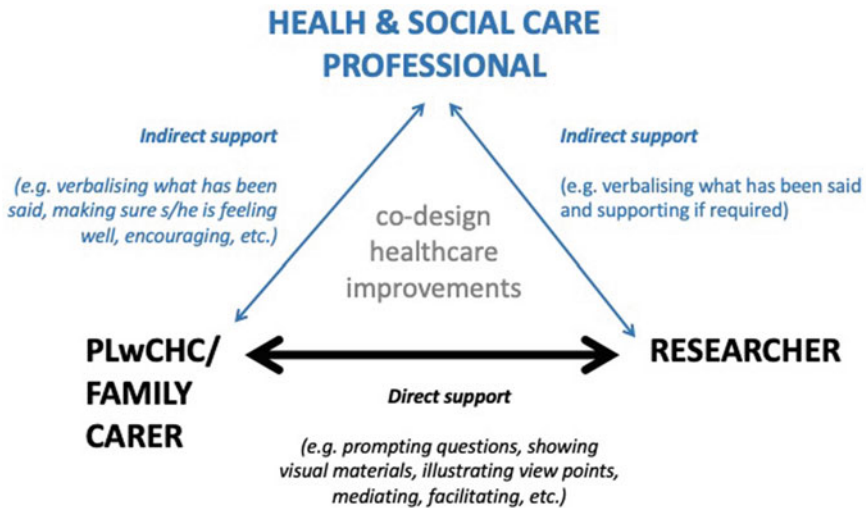 HEALH & SOCIAL CARE
PROFESSIONAL
Indirect support
(e.g. verbalising what has been
said, making sure s/he is feeling
well, encouraging, etc.)
Indirect support
(e.g. verbalising what has been said
and supporting if required)
co-design
healthcare
improvements
PLwCHC/
FAMILY
CARER
RESEARCHER
Direct support
(e.g. prompting questions, showing
visual materials, illustrating view points,
mediating, facilitating, etc.)